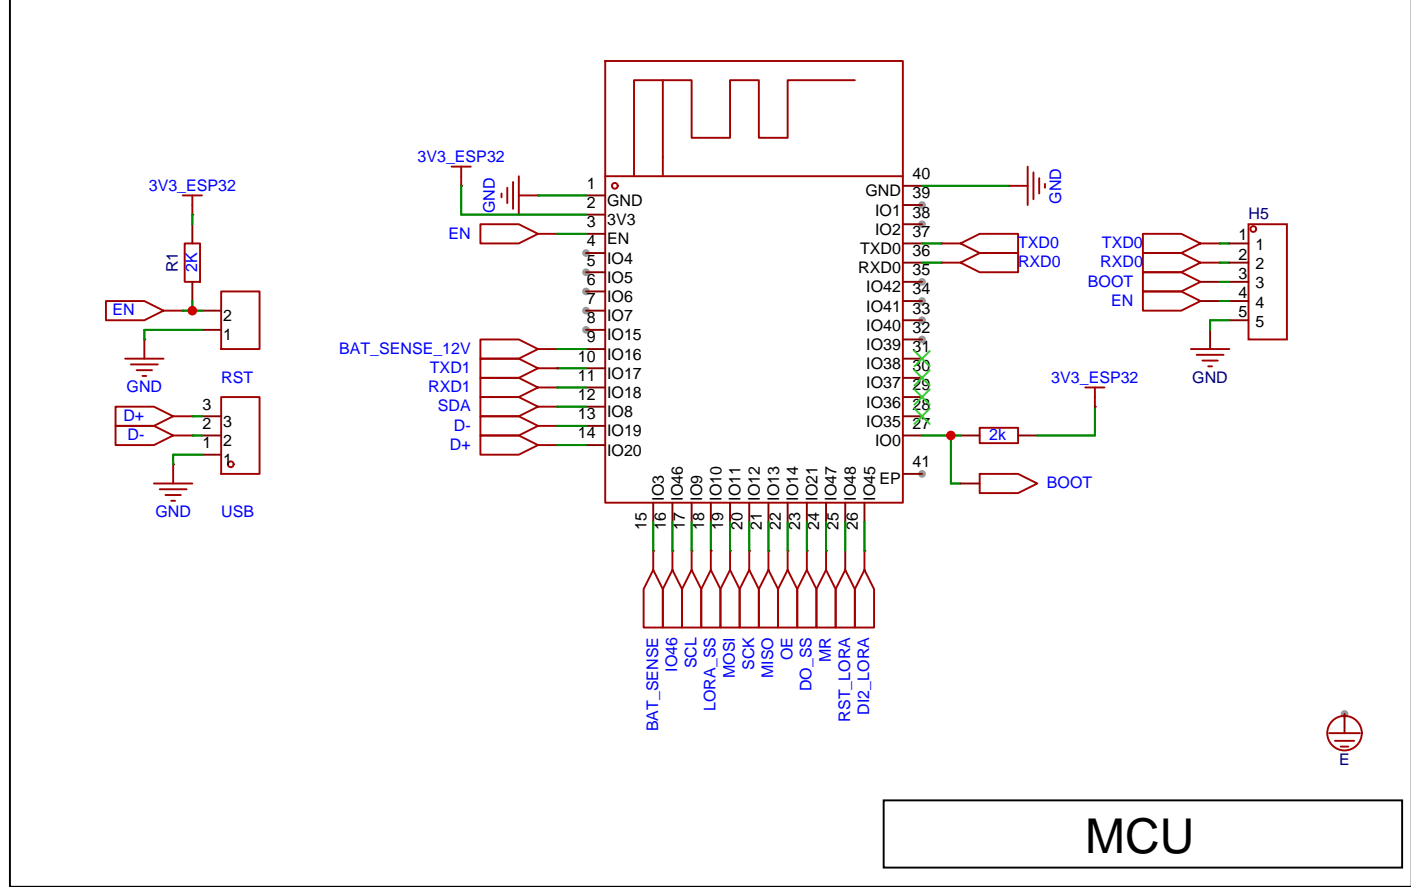 3V3_ESP32
R1
2K
EN
2
1
GND
RST
D+
D-
3
2
1
3
2
1
GND
USB
3V3_ESP32
GND
EN
BAT_SENSE_12V
TXD1
RXD1
SDA
D-
D+
1
2
3
4
5
6
7
8
9
10
11
12
13
14
GND
3V3
EN
IO4
IO5
IO6
IO7
IO15
IO16
IO17
IO18
IO8
IO19
IO20
IO3
IO46
IO9
IO10
IO11
IO12
IO13
IO14
IO21
IO47
IO48
IO45
15
16
17
18
19
20
21
22
23
24
25
26
BAT_SENSE
IO46
SCL
LORA_SS
MOSI
SCK
MISO
OE
DO_SS
MR
RST_LORA
DI2_LORA
GND
IO1
IO2
TXD0
RXD0
IO42
IO41
IO40
IO39
IO38
IO37
IO36
IO35
IO0
EP
40
39
38
37
36
35
34
33
32
31
30
29
28
27
41
GND
TXD0
RXD0
3V3_ESP32
2k
BOOT
H5
TXD0
RXD0
BOOT
EN
1
2
3
4
5
1
2
3
4
5
GND
E
MCU